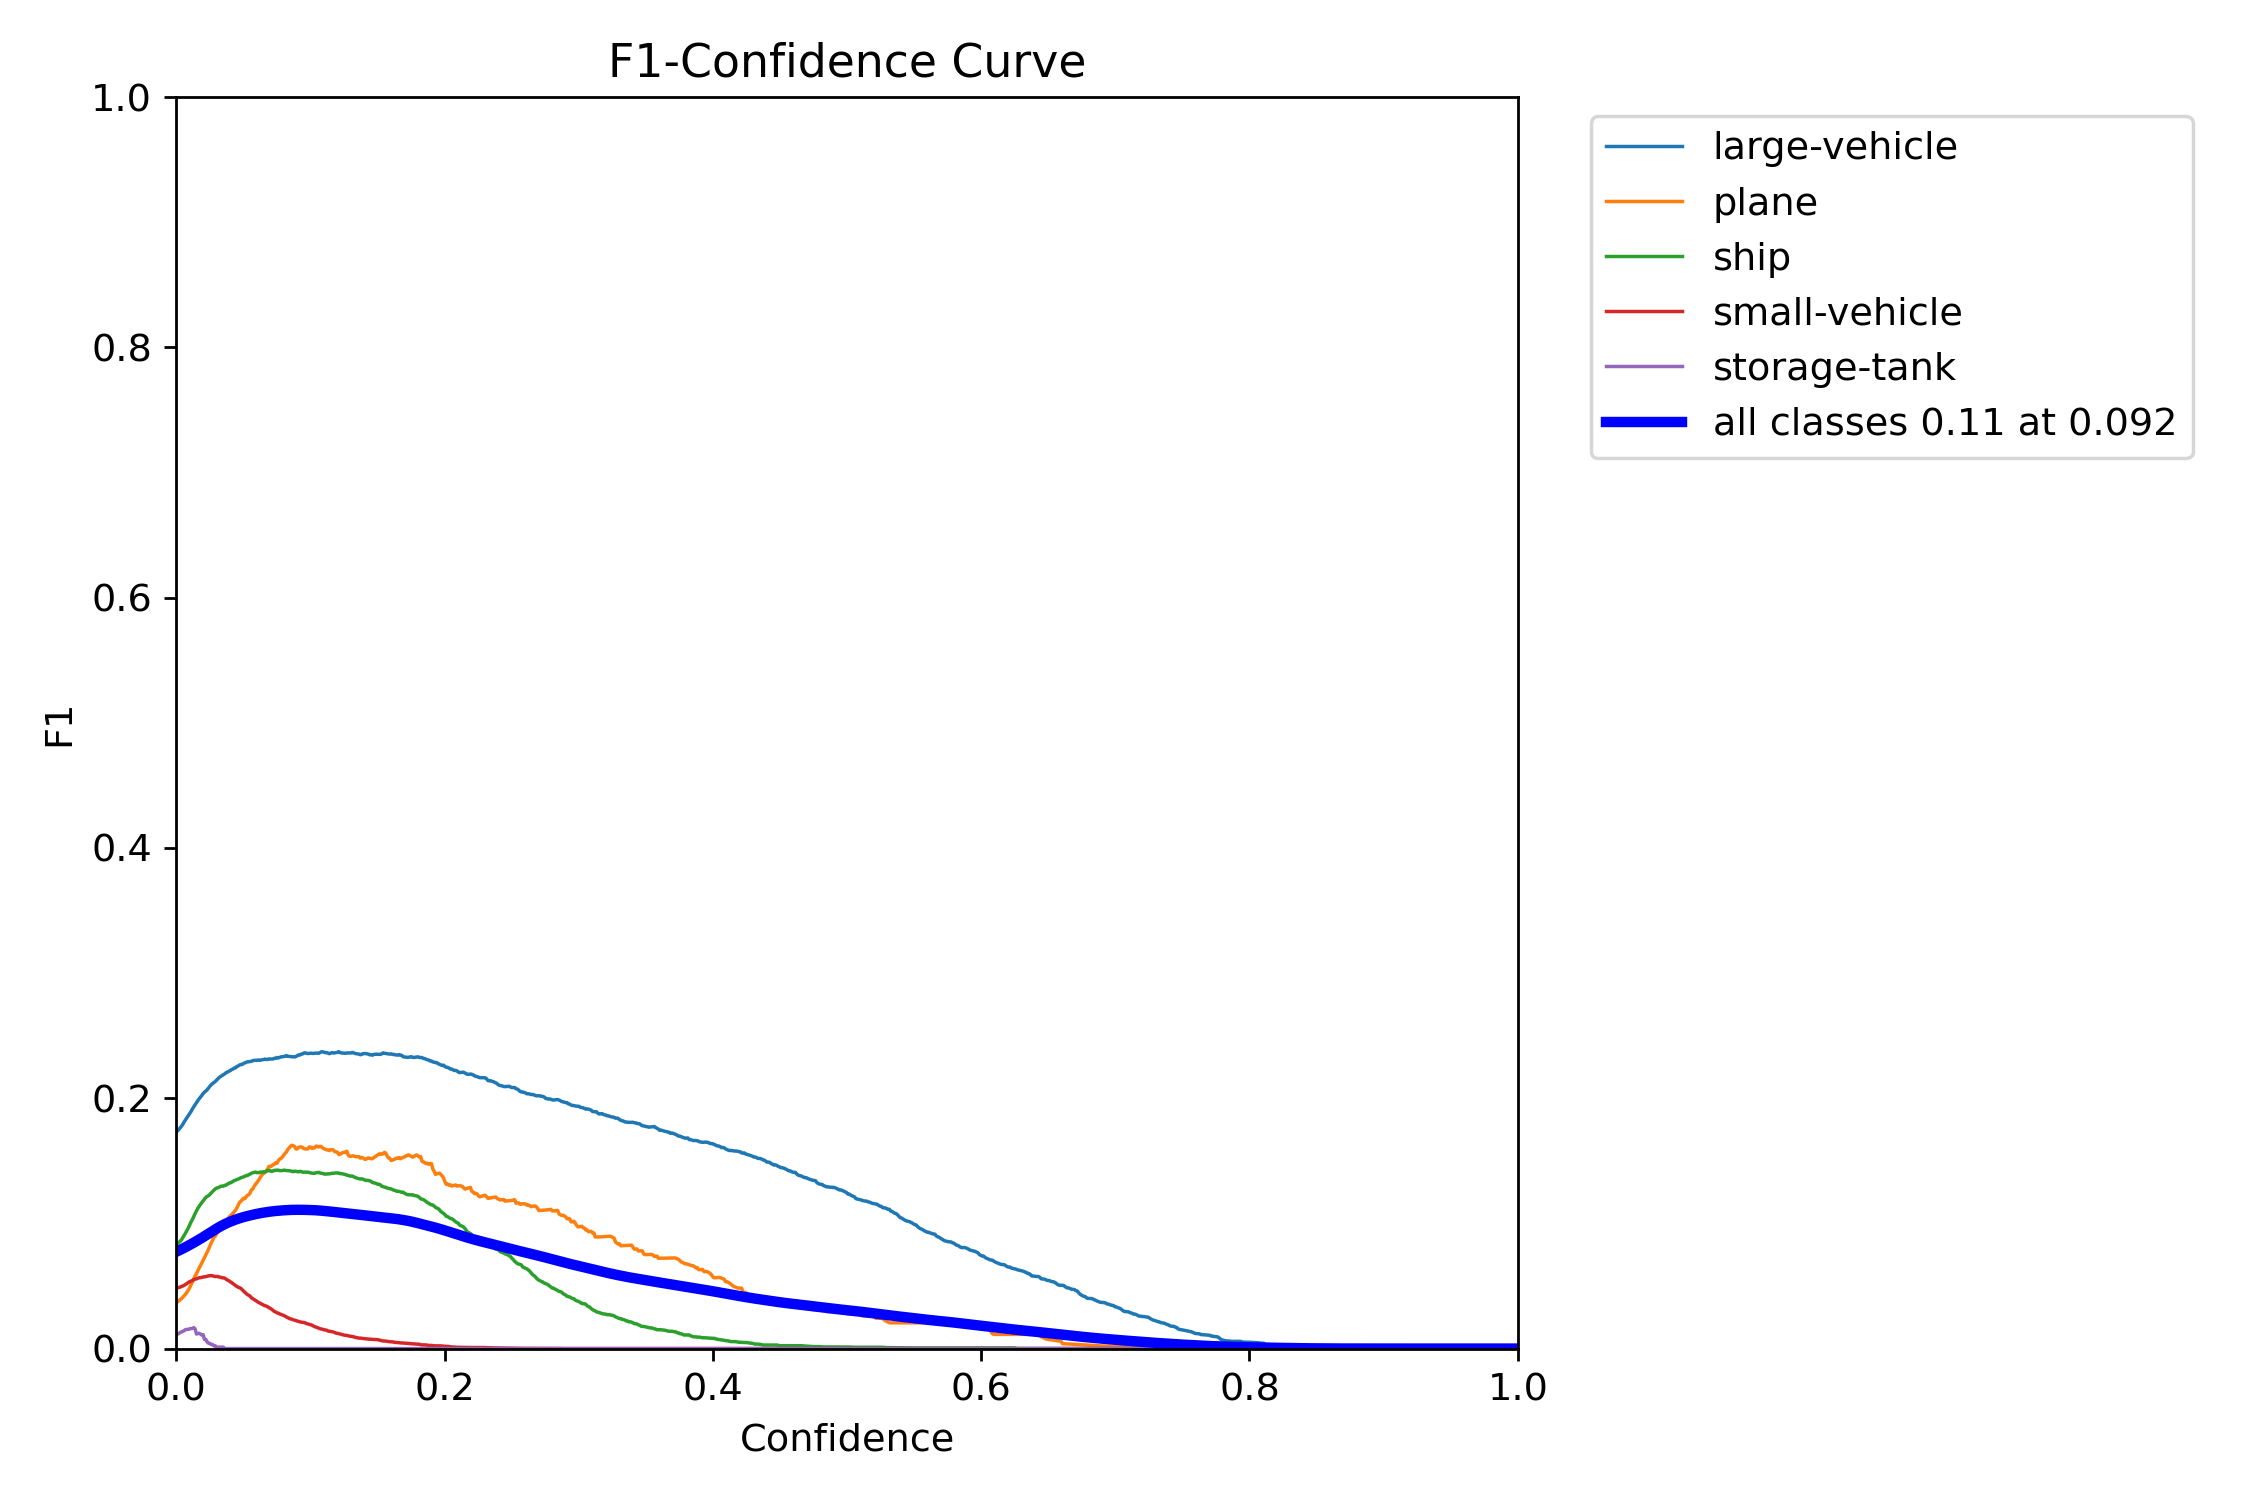 F1-Confidence Curve
1.0
0.8
0.6
0.4
0.2
0.0
F1
0.0 0.2 0.4 0.6 0.8 1.0
Confidence
large-vehicle
plane
ship
small-vehicle
storage-tank
all classes 0.11 at 0.092